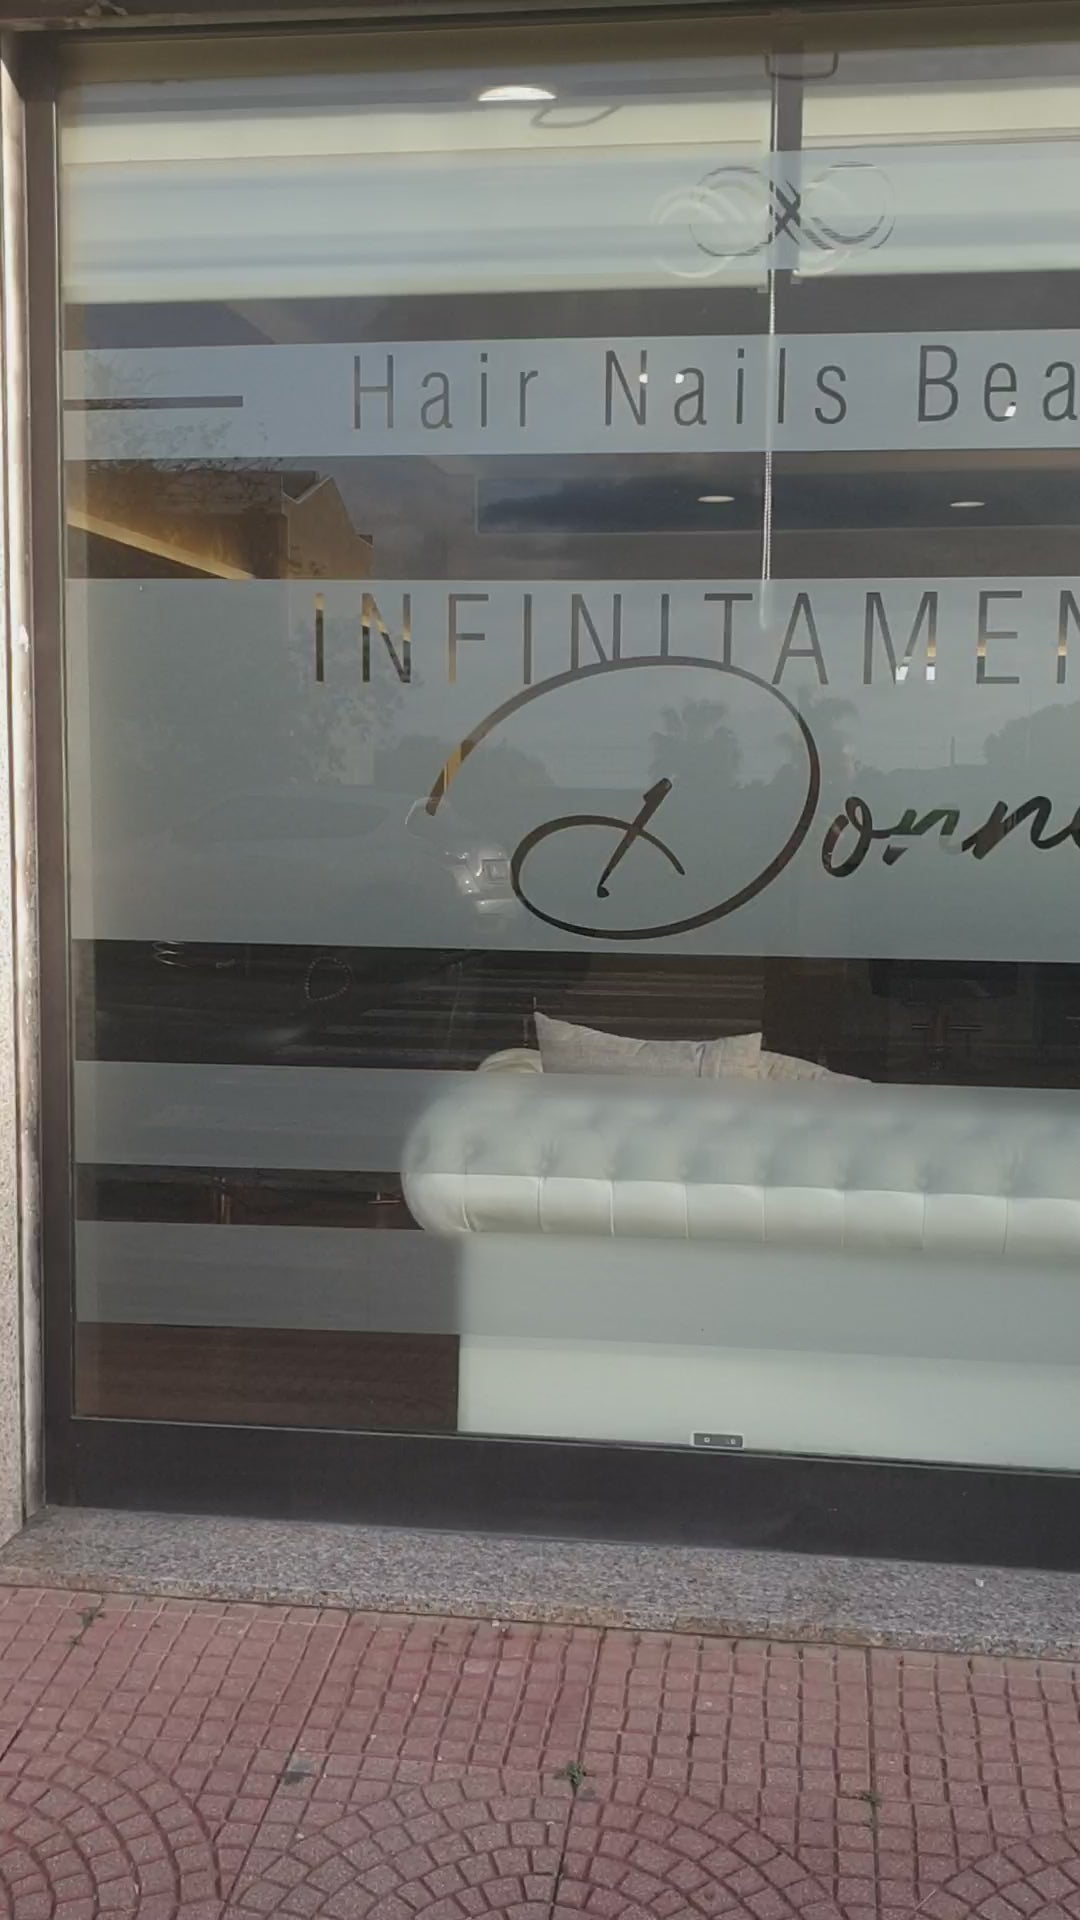 Hair Nails Bea
INFINITAMEN
Donn